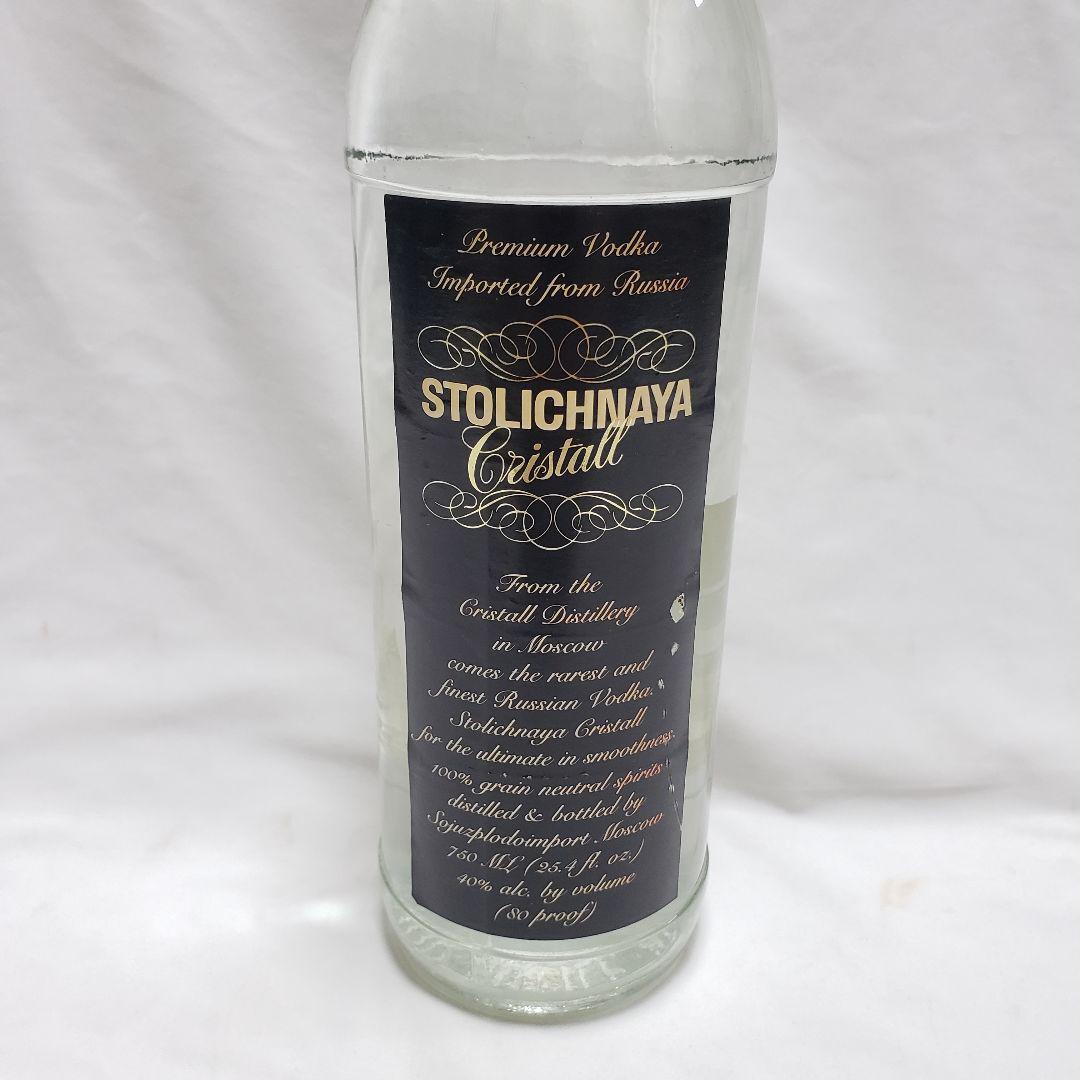 Premium Vodka
Imported from Russia
STOLICHNAYA
Cristall
From the
Cristall Distillery
in Moscow
comes the rarest and
finest Russian Vodka.
Stolichnaya Cristall
for the ultimate in smoothness.
100% grain neutral spirits
distilled & bottled by
Sojuzplodoimport Moscow
750 ML (25.4 fl. oz.)
40% alc. by volume
(80 proof)